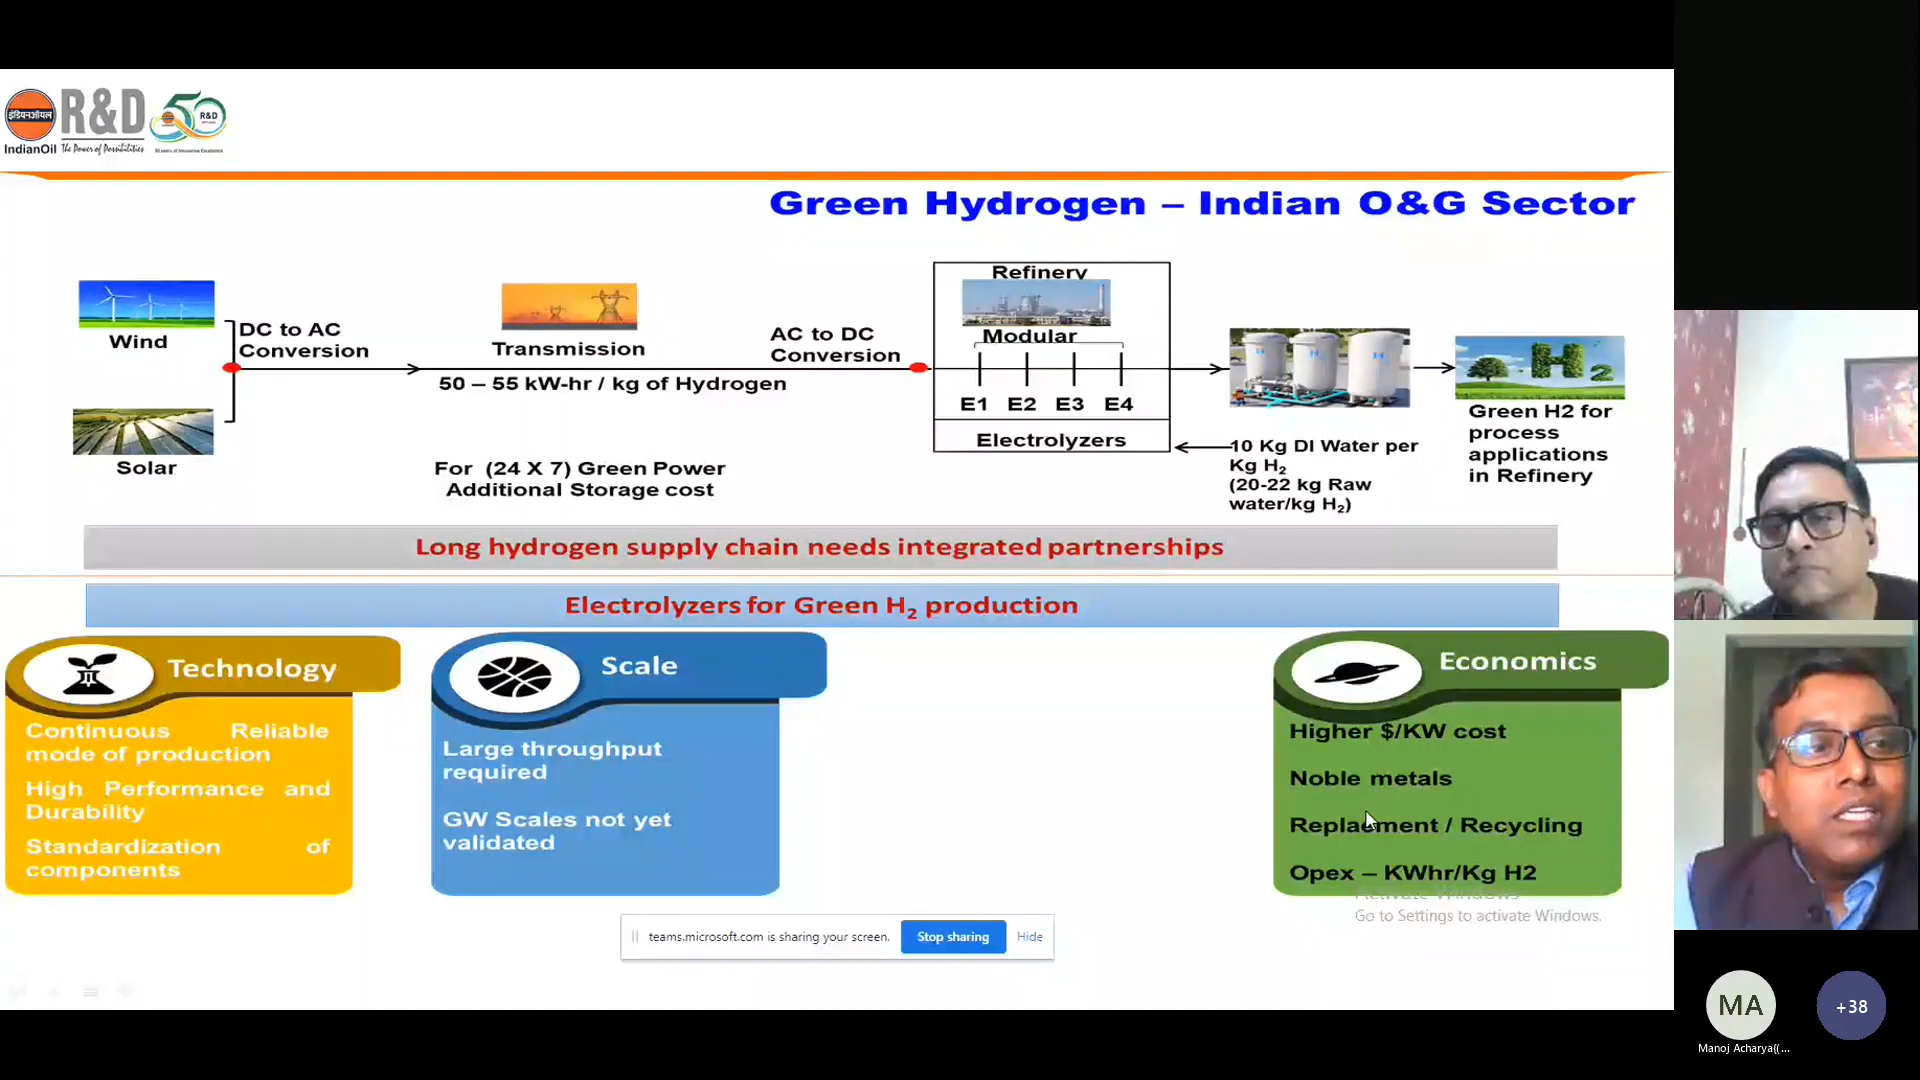 इंडियनऑयल
R&D
R&D
IndianOil
The Power of Possibilities
Green Hydrogen – Indian O&G Sector
Wind
Solar
DC to AC
Conversion
Transmission
50 – 55 kW-hr / kg of Hydrogen
For (24 X 7) Green Power
Additional Storage cost
AC to DC
Conversion
Refinery
Modular
E1 E2 E3 E4
Electrolyzers
H
H
H
10 Kg DI Water per
Kg H₂
(20-22 kg Raw
water/kg H₂)
H2
Green H2 for
process
applications
in Refinery
Long hydrogen supply chain needs integrated partnerships
Electrolyzers for Green H₂ production
Technology
Continuous Reliable
mode of production
High Performance and
Durability
Standardization of
components
Scale
Large throughput
required
GW Scales not yet
validated
Economics
Higher $/KW cost
Noble metals
Replacment / Recycling
Opex – KWhr/Kg H2
Activate Windows
Go to Settings to activate Windows.
teams.microsoft.com is sharing your screen.
Stop sharing
Hide
MA
+38
Manoj Acharya((...